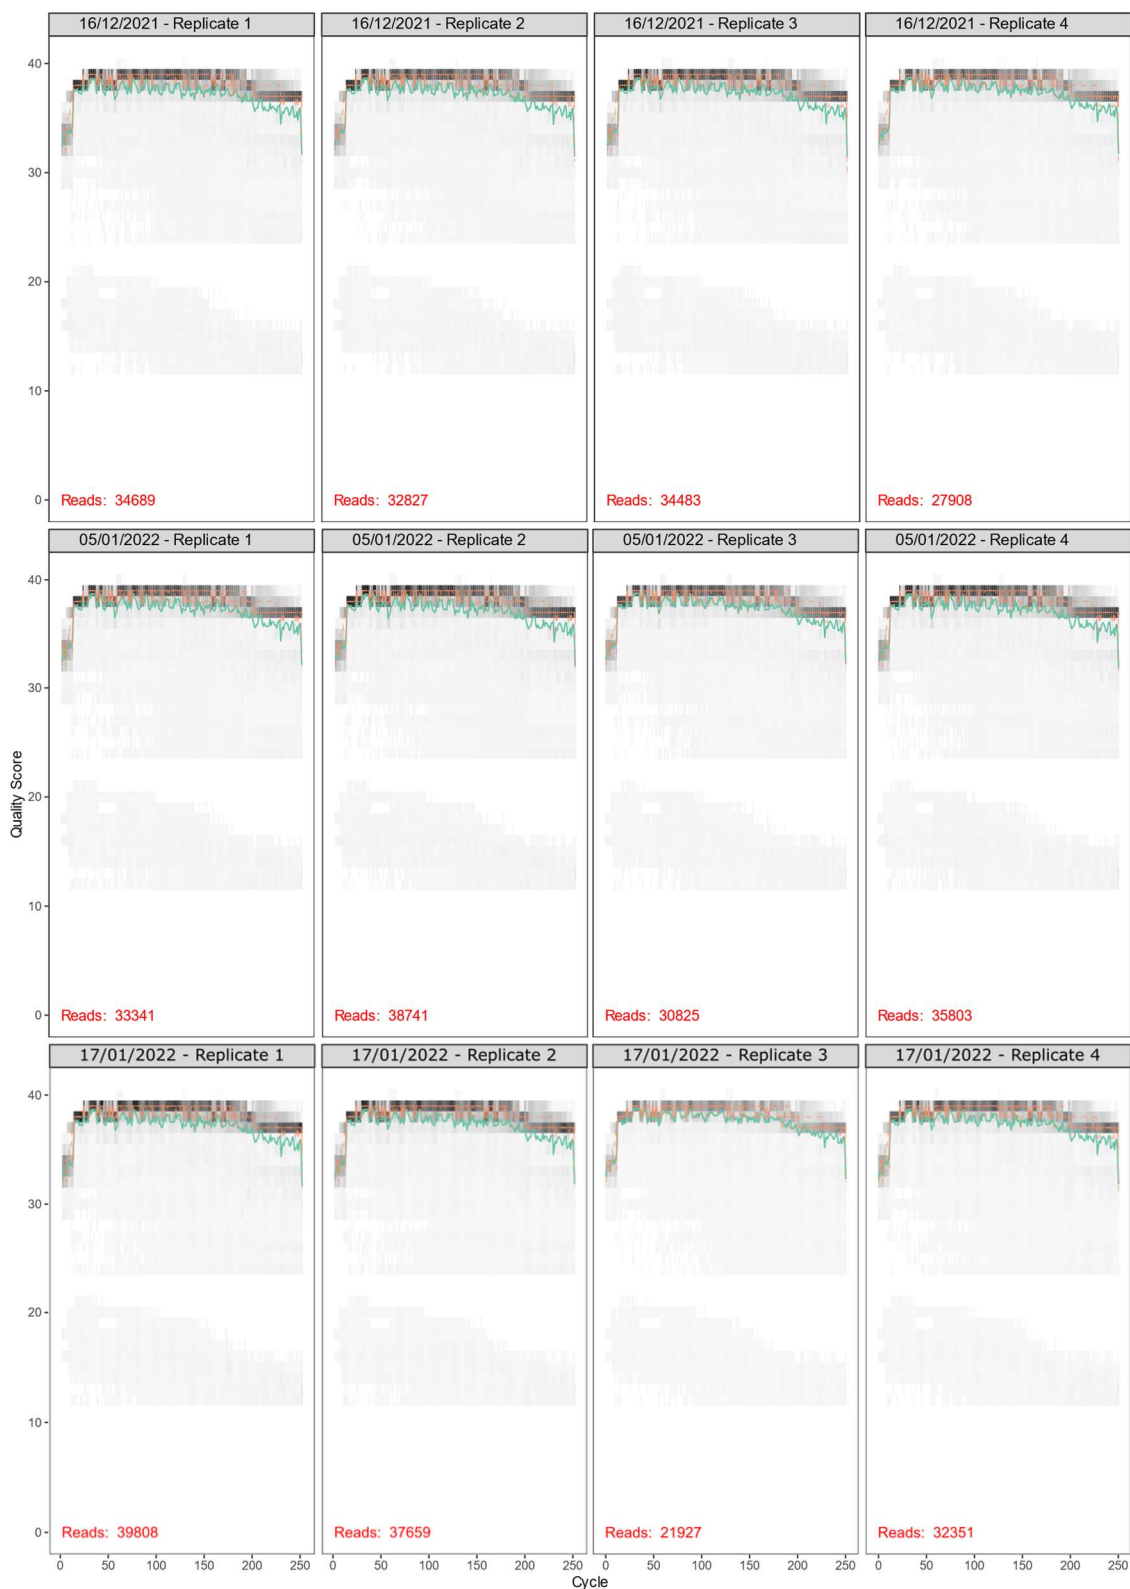 16/12/2021 - Replicate 1 16/12/2021 - Replicate 2 16/12/2021 - Replicate 3 16/12/2021 - Replicate 4
40
30
20
10
0
Reads: 34689 Reads: 32827 Reads: 34483 Reads: 27908
05/01/2022 - Replicate 1 05/01/2022 - Replicate 2 05/01/2022 - Replicate 3 05/01/2022 - Replicate 4
40
30
Quality Score
20
10
0
Reads: 33341 Reads: 38741 Reads: 30825 Reads: 35803
17/01/2022 - Replicate 1 17/01/2022 - Replicate 2 17/01/2022 - Replicate 3 17/01/2022 - Replicate 4
40
30
20
10
0
Reads: 39808 Reads: 37659 Reads: 21927 Reads: 32351
0 50 100 150 200 250 0 50 100 150 200 250 0 50 100 150 200 250 0 50 100 150 200 250
Cycle